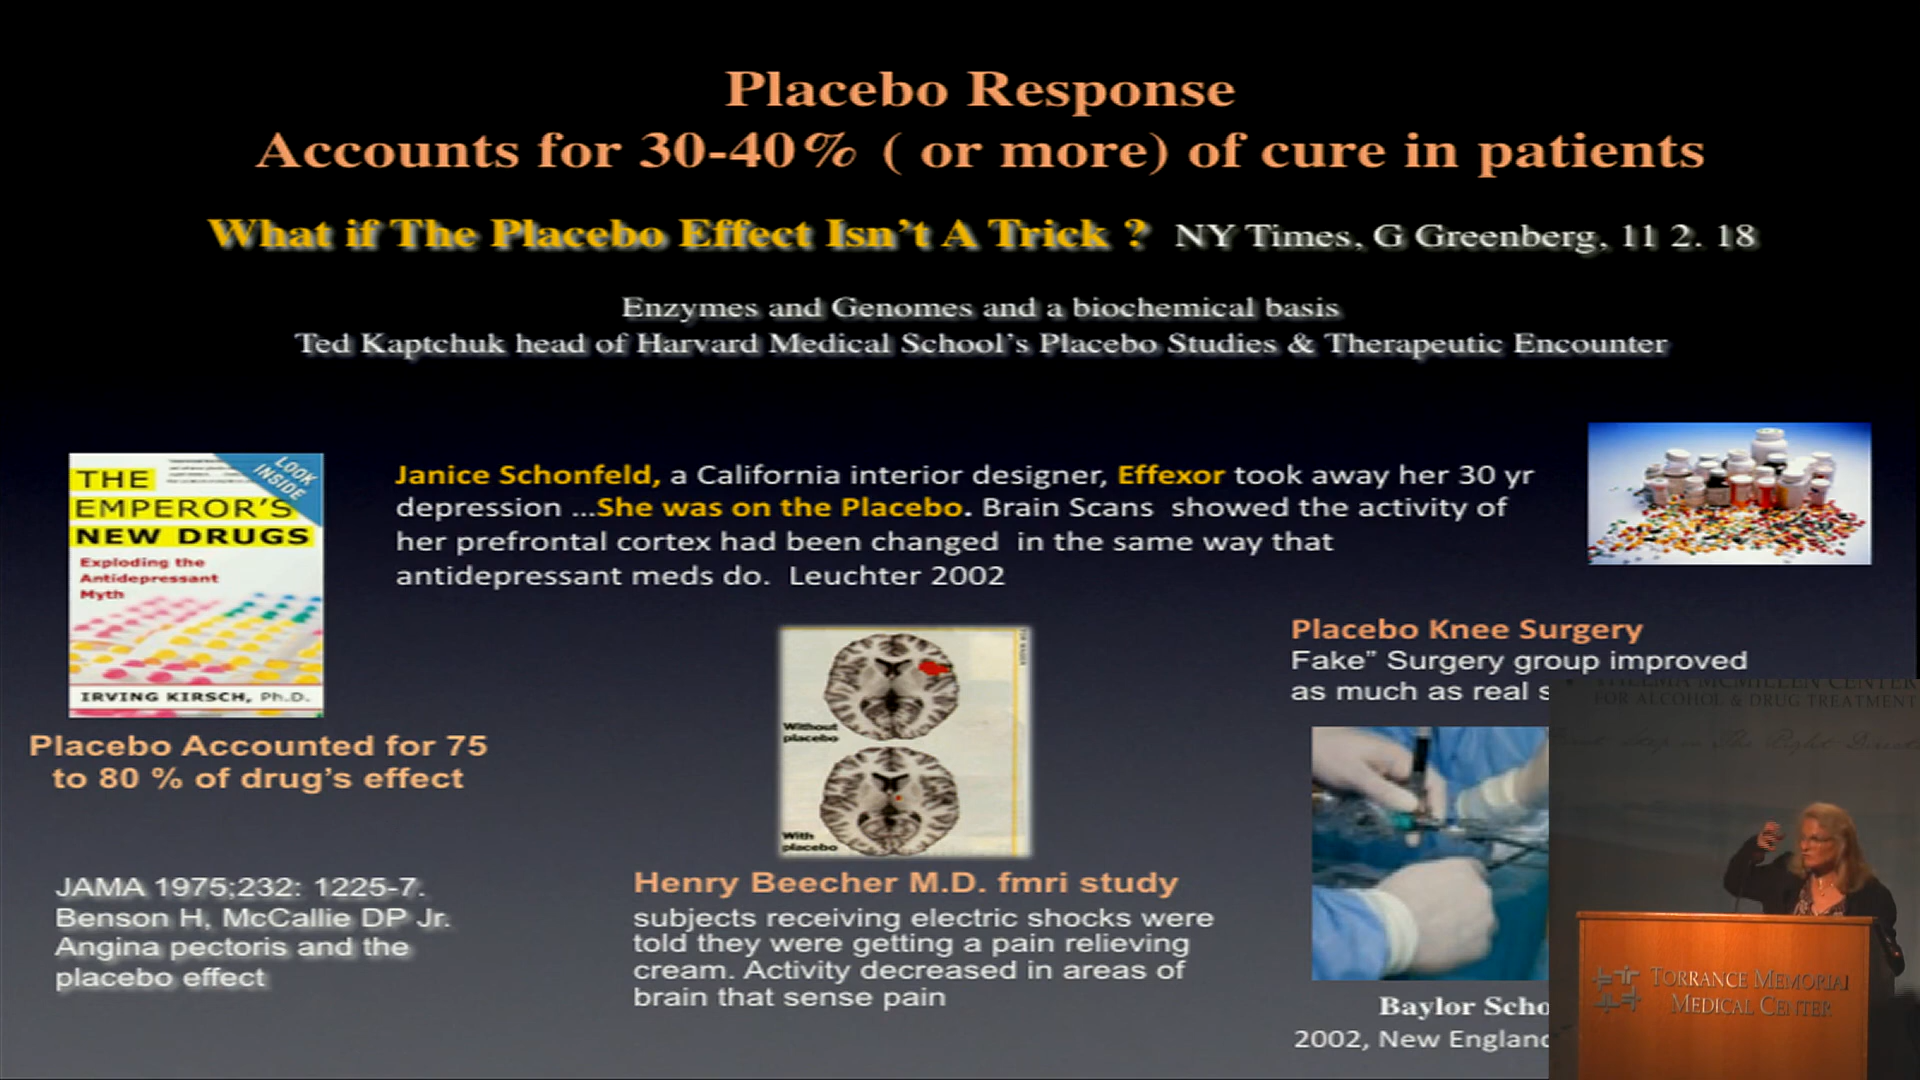 Placebo Response
Accounts for 30-40% ( or more) of cure in patients
What if The Placebo Effect Isn't A Trick ? NY Times, G Greenberg, 11 2. 18
Enzymes and Genomes and a biochemical basis
Ted Kaptchuk head of Harvard Medical School's Placebo Studies & Therapeutic Encounter
THE
EMPEROR'S
NEW DRUGS
LOOK
INSIDE
Exploding the
Antidepressant
Myth
IRVING KIRSCH, Ph.D.
Placebo Accounted for 75
to 80 % of drug's effect
JAMA 1975;232: 1225-7.
Benson H, McCallie DP Jr.
Angina pectoris and the
placebo effect
Janice Schonfeld, a California interior designer, Effexor took away her 30 yr
depression ...She was on the Placebo. Brain Scans showed the activity of
her prefrontal cortex had been changed in the same way that
antidepressant meds do. Leuchter 2002
Without
placebo
With
placebo
Henry Beecher M.D. fmri study
subjects receiving electric shocks were
told they were getting a pain relieving
cream. Activity decreased in areas of
brain that sense pain
Placebo Knee Surgery
Fake" Surgery group improved
as much as real s
Baylor Scho
2002, New England
THELMA MCMILLEN CENTER
FOR ALCOHOL & DRUG TREATMENT
TORRANCE MEMORIAL
MEDICAL CENTER